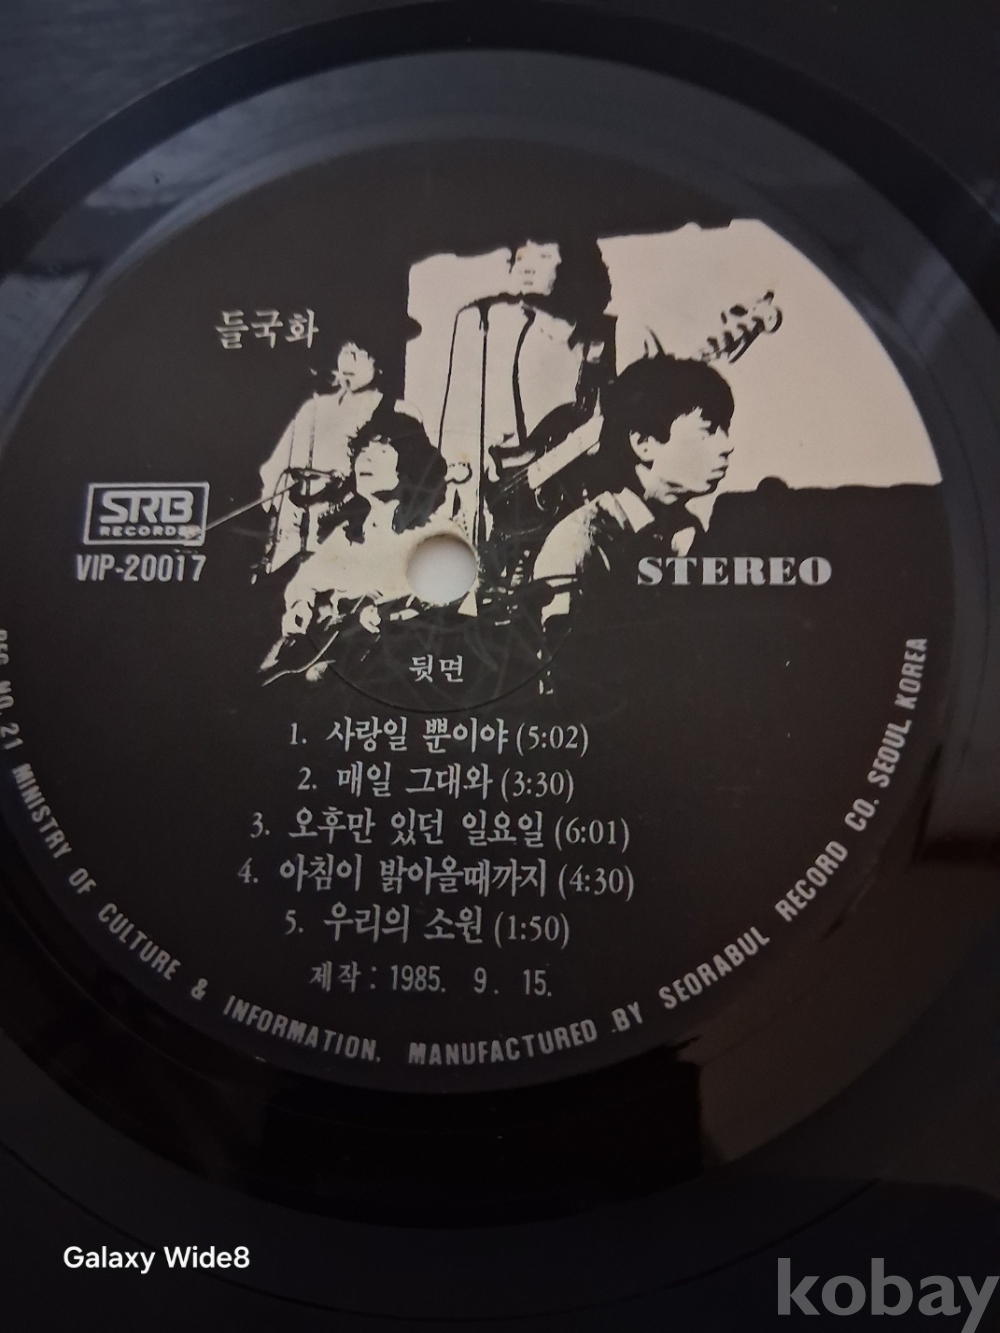 들국화
SRB
RECORDS
VIP-20017
STEREO
뒷면
1. 사랑일 뿐이야 (5:02)
2. 매일 그대와 (3:30)
3. 오후만 있던 일요일 (6:01)
4. 아침이 밝아올때까지 (4:30)
5. 우리의 소원 (1:50)
제작 : 1985. 9. 15.
NO. 21 MINISTRY OF CULTURE & INFORMATION. MANUFACTURED BY SEORABUL RECORD CO. SEOUL KOREA
Galaxy Wide8
kobay